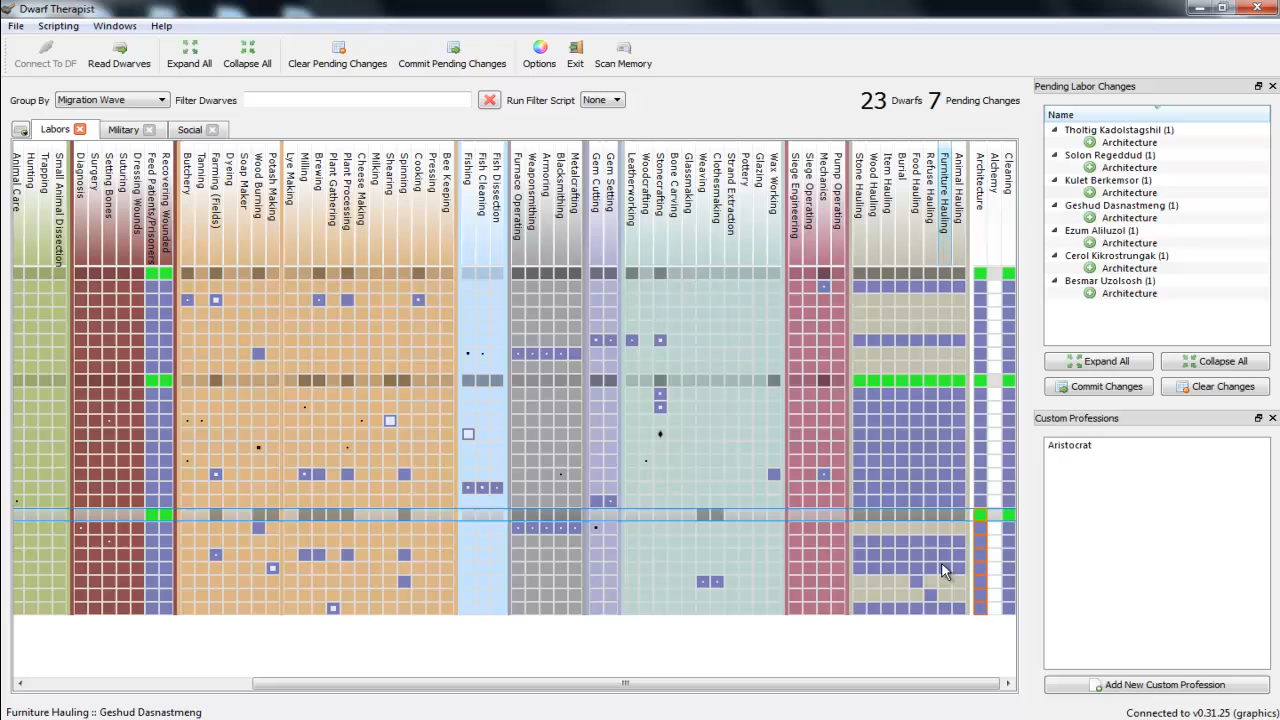 Dwarf Therapist
File Scripting Windows Help
Connect To DF Read Dwarves Expand All Collapse All Clear Pending Changes Commit Pending Changes Options Exit Scan Memory
Group By Migration Wave Filter Dwarves Run Filter Script None 23 Dwarfs 7 Pending Changes
Labors Military Social
Animal Care
Hunting
Trapping
Small Animal Dissection
Diagnosis
Surgery
Setting Bones
Suturing
Dressing Wounds
Feed Patients/Prisoners
Recovering Wounded
Butchery
Tanning
Farming (Fields)
Dyeing
Soap Maker
Wood Burning
Potash Making
Lye Making
Milling
Brewing
Plant Gathering
Plant Processing
Cheese Making
Milking
Shearing
Spinning
Cooking
Pressing
Bee Keeping
Fishing
Fish Cleaning
Fish Dissection
Furnace Operating
Weaponsmithing
Armoring
Blacksmithing
Metalcrafting
Gem Cutting
Gem Setting
Leatherworking
Woodcrafting
Stonecrafting
Bone Carving
Glassmaking
Weaving
Clothesmaking
Strand Extraction
Pottery
Glazing
Wax Working
Siege Engineering
Siege Operating
Mechanics
Pump Operating
Stone Hauling
Wood Hauling
Item Hauling
Burial
Food Hauling
Refuse Hauling
Furniture Hauling
Animal Hauling
Architecture
Alchemy
Cleaning
Pending Labor Changes
Name
Tholtig Kadolstagshil (1)
Architecture
Solon Regeddud (1)
Architecture
Kulet Berkemsor (1)
Architecture
Geshud Dasnastmeng (1)
Architecture
Ezum Aliluzol (1)
Architecture
Cerol Kikrostrungak (1)
Architecture
Besmar Uzolsosh (1)
Architecture
Expand All Collapse All
Commit Changes Clear Changes
Custom Professions
Aristocrat
Add New Custom Profession
Furniture Hauling :: Geshud Dasnastmeng
Connected to v0.31.25 (graphics)